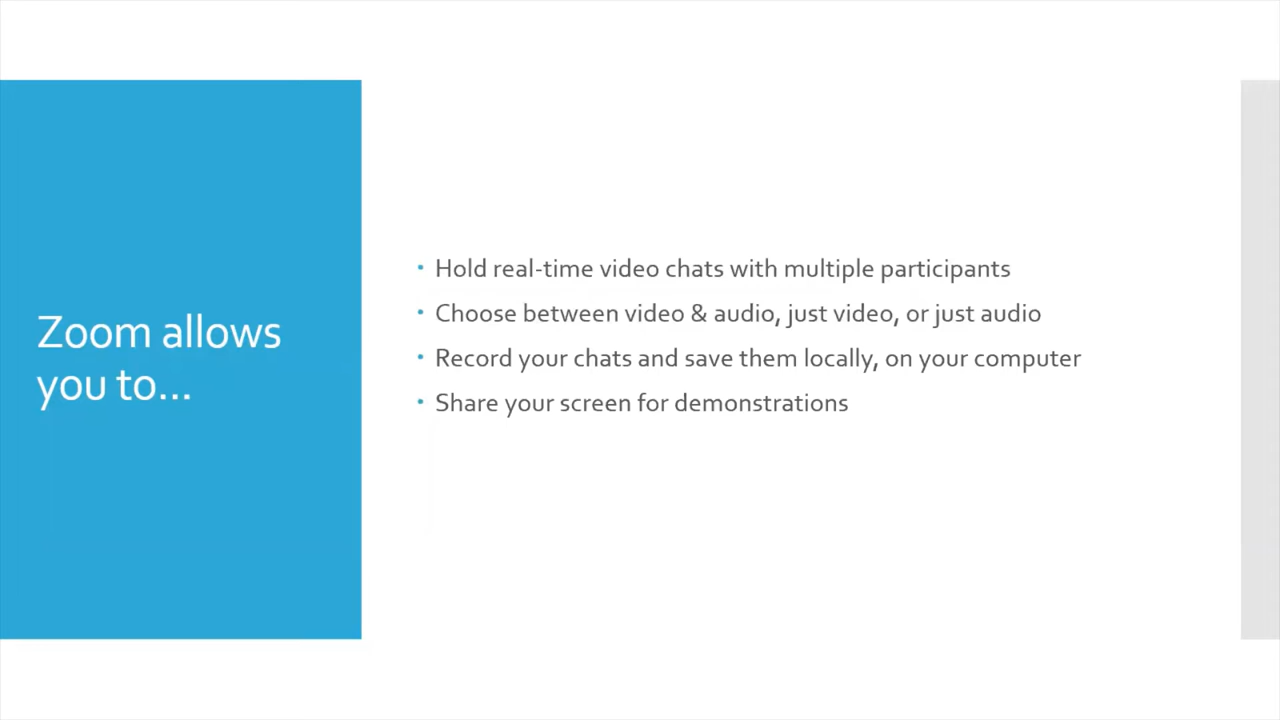 Zoom allows
you to...
• Hold real-time video chats with multiple participants
• Choose between video & audio, just video, or just audio
• Record your chats and save them locally, on your computer
• Share your screen for demonstrations